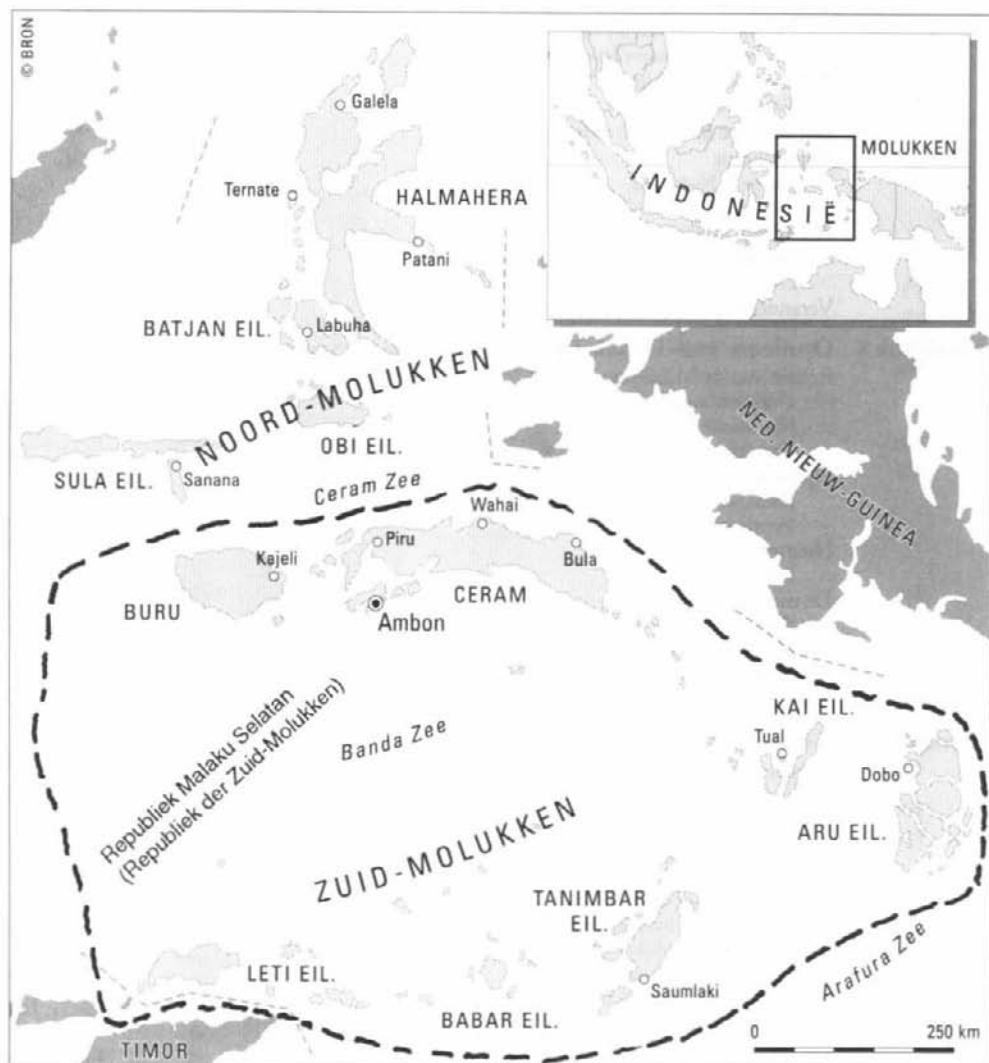 © BRON
Galela
Ternate
HALMAHERA
Patani
BATJAN EIL.
Labuha
NOORD-MOLUKKEN
OBI EIL.
SULA EIL.
Sanana
Ceram Zee
MOLUKKEN
INDONESIË
NED. NIEUW-GUINEA
Wahai
Piru
Kajeli
Bula
BURU
CERAM
Ambon
Republiek Malaku Selatan
(Republiek der Zuid-Molukken)
Banda Zee
KAI EIL.
Tual
Dobo
ARU EIL.
ZUID-MOLUKKEN
TANIMBAR
EIL.
LETI EIL.
Saumlaki
Arafura Zee
BABAR EIL.
TIMOR
0 250 km